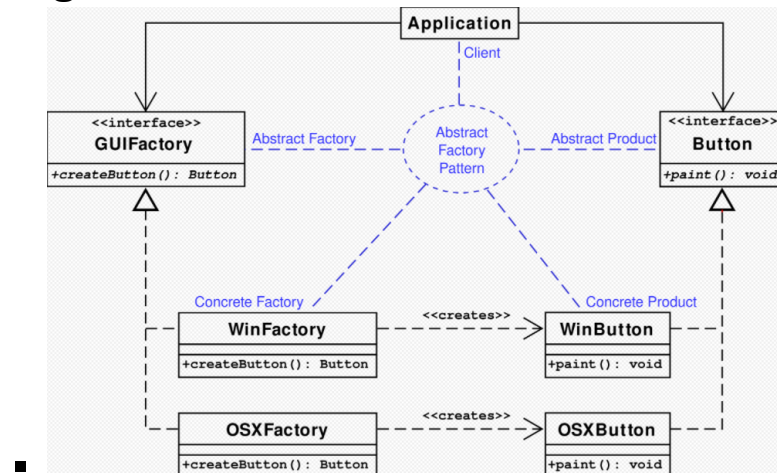 Application
Client
<<interface>>
GUIFactory
+createButton(): Button
Abstract Factory
Abstract
Factory
Pattern
Abstract Product
<<interface>>
Button
+paint(): void
Concrete Factory
Concrete Product
WinFactory
+createButton(): Button
<<creates>>
WinButton
+paint(): void
OSXFactory
+createButton(): Button
<<creates>>
OSXButton
+paint(): void